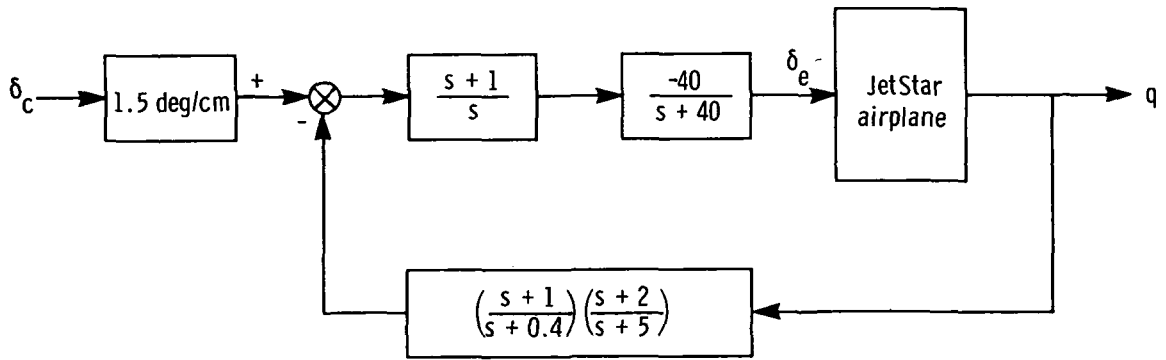 δc
1.5 deg/cm
+
-
s + 1
s
-40
s + 40
δe
JetStar
airplane
q
(s + 1 / s + 0.4) (s + 2 / s + 5)